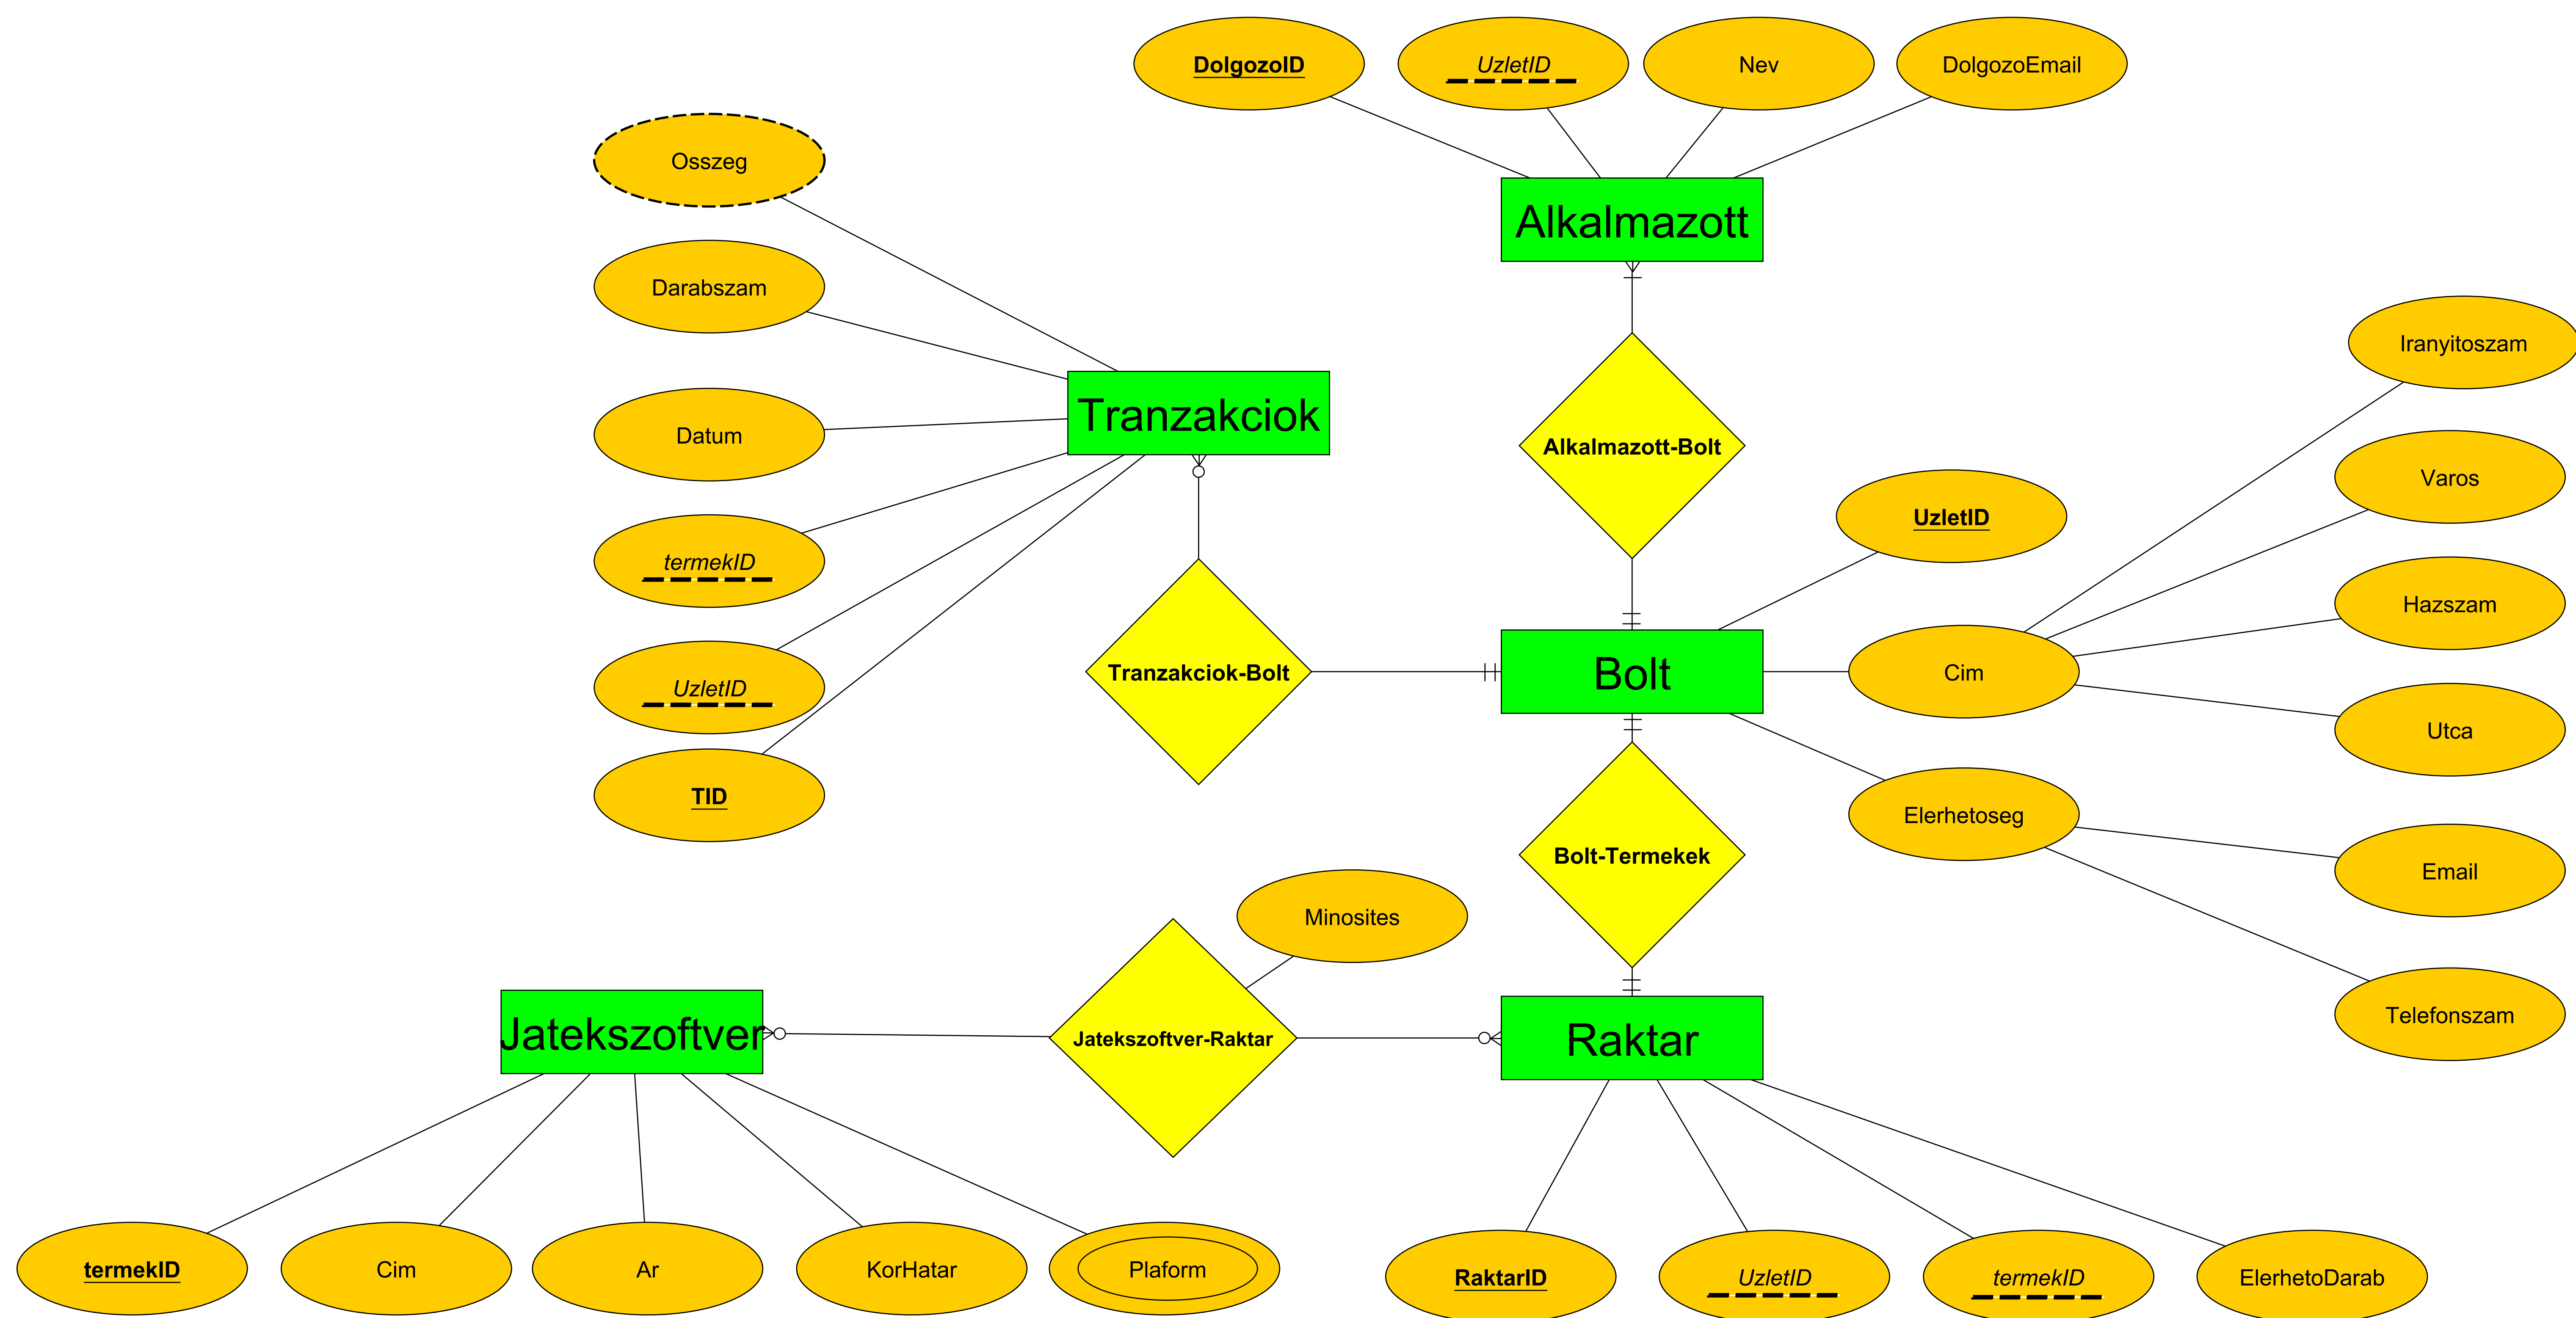 DolgozoID
UzletID
Nev
DolgozoEmail
Osszeg
Alkalmazott
Darabszam
Iranyitoszam
Tranzakciok
Datum
Alkalmazott-Bolt
Varos
UzletID
termekID
Hazszam
Tranzakciok-Bolt
Bolt
Cim
UzletID
Utca
TID
Elerhetoseg
Bolt-Termekek
Email
Minosites
Telefonszam
Jatekszoftver
Jatekszoftver-Raktar
Raktar
termekID
Cim
Ar
KorHatar
Plaform
RaktarID
UzletID
termekID
ElerhetoDarab